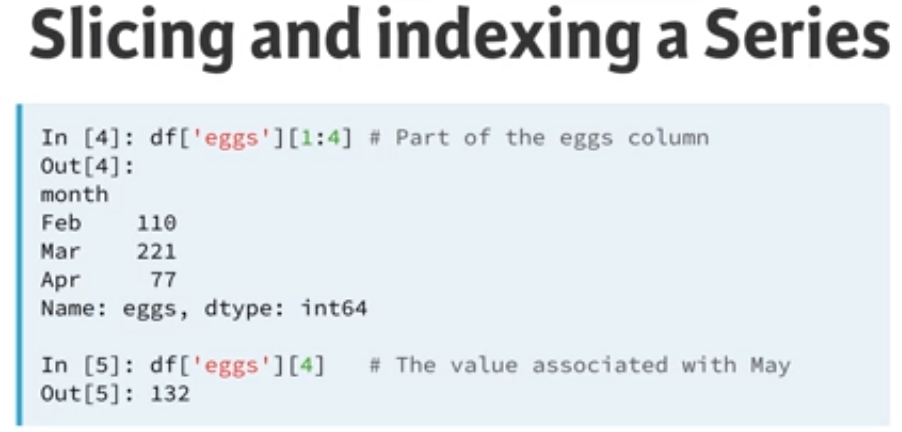 Slicing and indexing a Series
In [4]: df['eggs'][1:4] # Part of the eggs column
Out[4]:
month
Feb    110
Mar    221
Apr     77
Name: eggs, dtype: int64
In [5]: df['eggs'][4]   # The value associated with May
Out[5]: 132